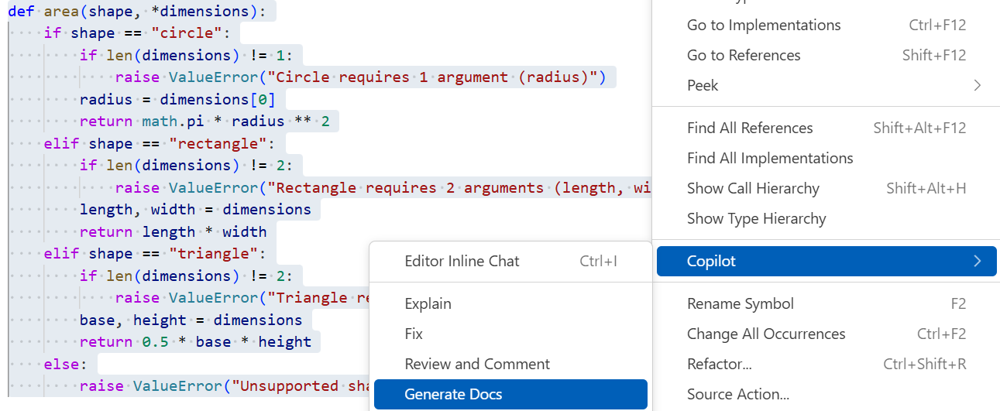 def area(shape, *dimensions):
if shape == "circle":
if len(dimensions) != 1:
raise ValueError("Circle requires 1 argument (radius)")
radius = dimensions[0]
return math.pi * radius ** 2
elif shape == "rectangle":
if len(dimensions) != 2:
raise ValueError("Rectangle requires 2 arguments (length,
length, width = dimensions
return length * width
elif shape == "triangle":
if len(dimensions) != 2:
raise ValueError("Triangle
base, height = dimensions
return 0.5 * base * height
else:
raise ValueError("Unsupported
Go to Implementations Ctrl+F12
Go to References Shift+F12
Peek
Find All References Shift+Alt+F12
Find All Implementations
Show Call Hierarchy Shift+Alt+H
Show Type Hierarchy
Copilot
Rename Symbol F2
Change All Occurrences Ctrl+F2
Refactor... Ctrl+Shift+R
Source Action...
Editor Inline Chat Ctrl+I
Explain
Fix
Review and Comment
Generate Docs